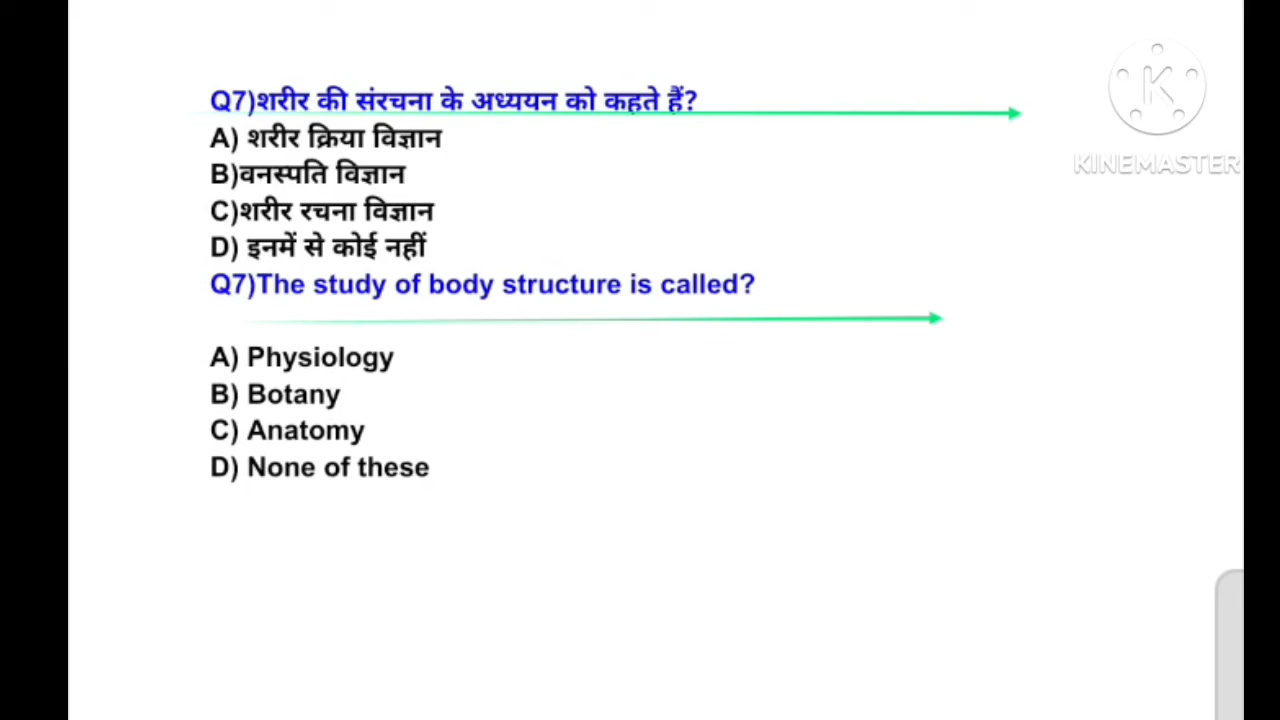 Q7)शरीर की संरचना के अध्ययन को कहते हैं?
A) शरीर क्रिया विज्ञान
B)वनस्पति विज्ञान
C)शरीर रचना विज्ञान
D) इनमें से कोई नहीं
Q7)The study of body structure is called?
A) Physiology
B) Botany
C) Anatomy
D) None of these
K
KINEMASTER